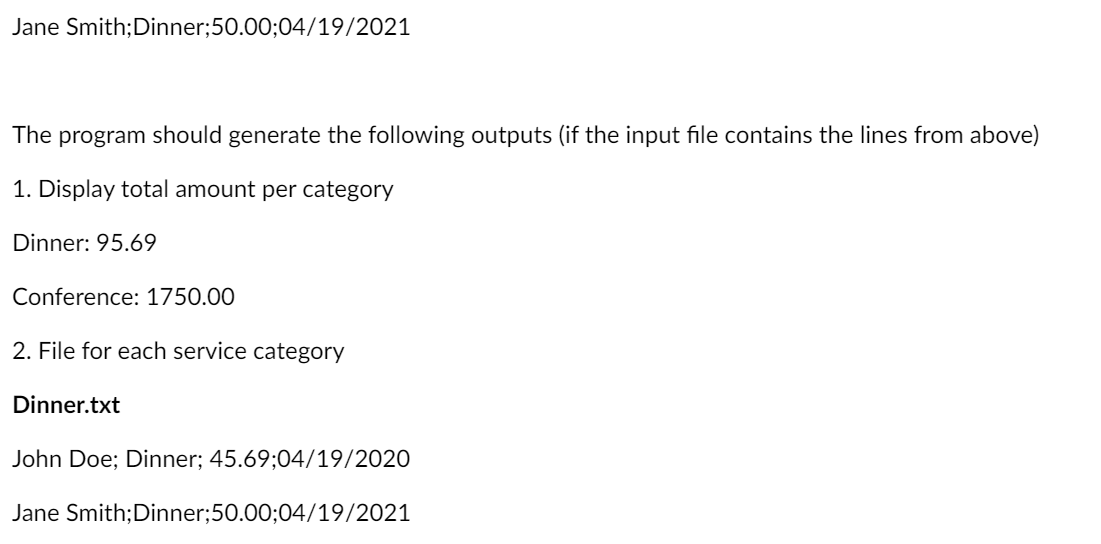 Jane Smith;Dinner;50.00;04/19/2021
The program should generate the following outputs (if the input file contains the lines from above)
1. Display total amount per category
Dinner: 95.69
Conference: 1750.00
2. File for each service category
Dinner.txt
John Doe; Dinner; 45.69;04/19/2020
Jane Smith;Dinner;50.00;04/19/2021